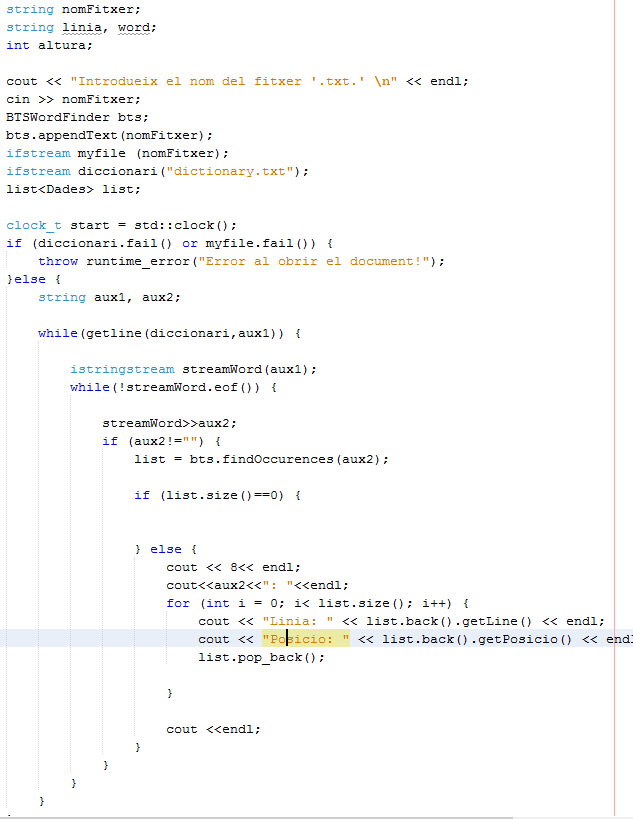 string nomFitxer;
string linia, word;
int altura;
cout << "Introdueix el nom del fitxer '.txt.' \n" << endl;
cin >> nomFitxer;
BTSWordFinder bts;
bts.appendText(nomFitxer);
ifstream myfile (nomFitxer);
ifstream diccionari("dictionary.txt");
list<Dades> list;
clock_t start = std::clock();
if (diccionari.fail() or myfile.fail()) {
throw runtime_error("Error al obrir el document!");
}else {
string aux1, aux2;
while(getline(diccionari,aux1)) {
istringstream streamWord(aux1);
while(!streamWord.eof()) {
streamWord>>aux2;
if (aux2!="") {
list = bts.findOccurences(aux2);
if (list.size()==0) {
} else {
cout << 8<< endl;
cout<<aux2<<": "<<endl;
for (int i = 0; i< list.size(); i++) {
cout << "Linia: " << list.back().getLine() << endl;
cout << "Posicio: " << list.back().getPosicio() << endl
list.pop_back();
}
cout <<endl;
}
}
}
}